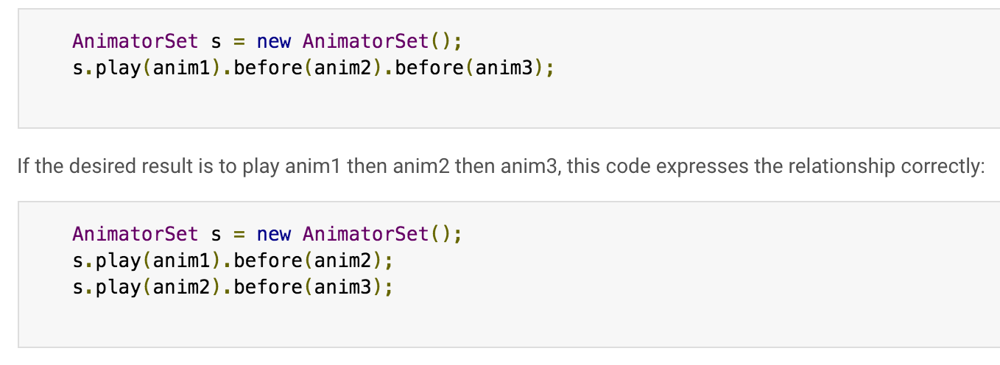 AnimatorSet s = new AnimatorSet();
s.play(anim1).before(anim2).before(anim3);
If the desired result is to play anim1 then anim2 then anim3, this code expresses the relationship correctly:
AnimatorSet s = new AnimatorSet();
s.play(anim1).before(anim2);
s.play(anim2).before(anim3);